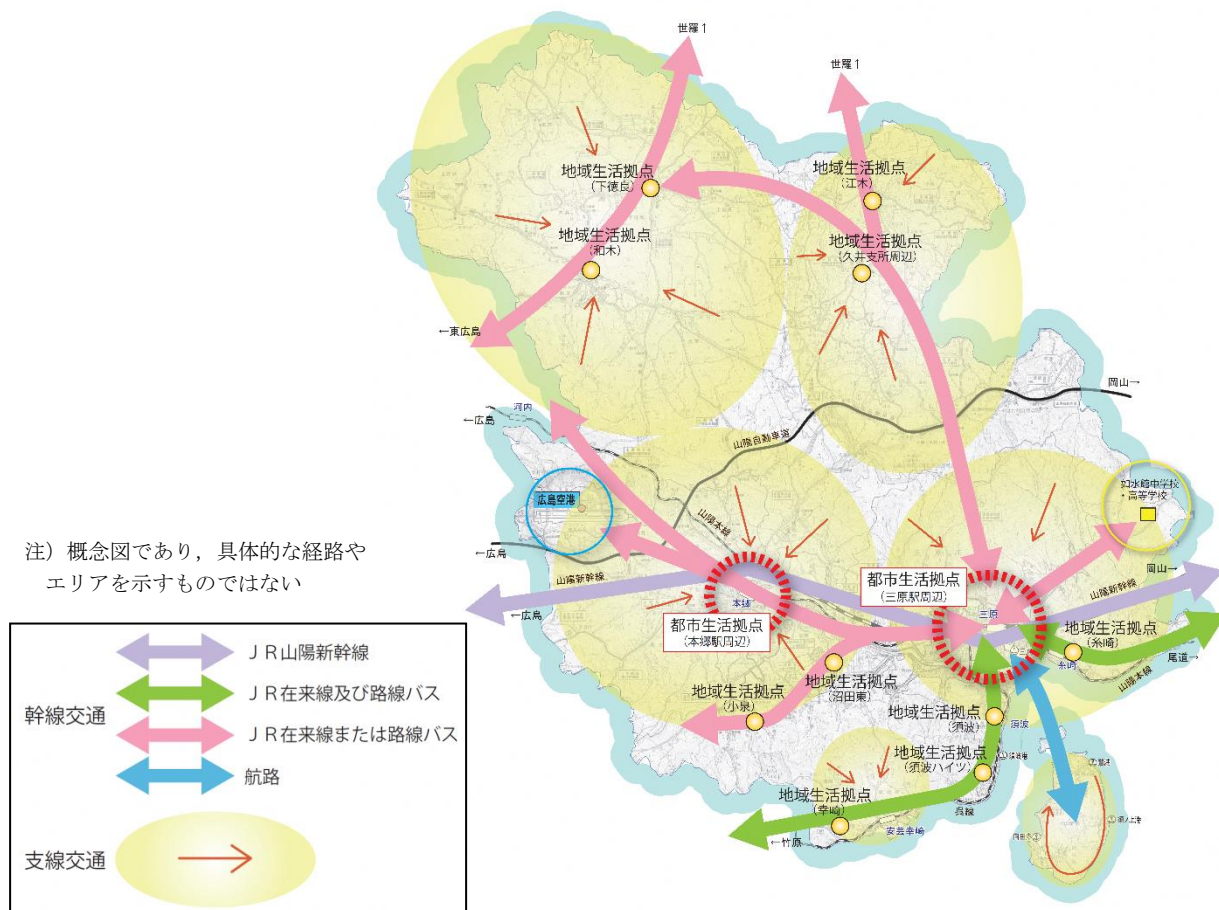 世羅1
世羅1
地域生活拠点
(下徳良)
地域生活拠点
(江木)
地域生活拠点
(和木)
地域生活拠点
(久井支所周辺)
←東広島
岡山→
河内
←広島
山陽自動車道
広島空港
如水館中学校
・高等学校
山陽本線
注）概念図であり，具体的な経路や
エリアを示すものではない
←広島
山陽新幹線
岡山→
都市生活拠点
(三原駅周辺)
山陽新幹線
本郷
三原
←広島
都市生活拠点
(本郷駅周辺)
地域生活拠点
(糸崎)
尾道→
糸崎
山陽本線
地域生活拠点
(沼田東)
地域生活拠点
(小泉)
地域生活拠点
(須波)
須波
地域生活拠点
(須波ハイツ)
須波港
地域生活拠点
(幸崎)
呉線
安芸幸崎
←竹原
幹線交通
ＪＲ山陽新幹線
ＪＲ在来線及び路線バス
ＪＲ在来線または路線バス
航路
支線交通